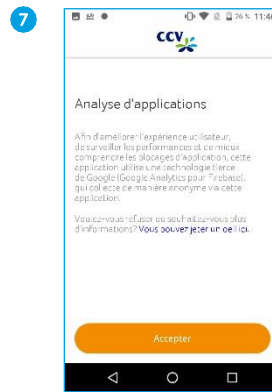 7
26 % 11:46
CCV
Analyse d'applications
Afin d'améliorer l'expérience utilisateur,
de surveiller les performances et de mieux
comprendre les blocages d'application, cette
application utilise une technologie tierce
de Google (Google Analytics pour Firebase),
qui collecte de manière anonyme via cette
application.
Voulez-vous refuser ou souhaitez-vous plus
d'informations? Vous pouvez jeter un oeil ici.
Accepter